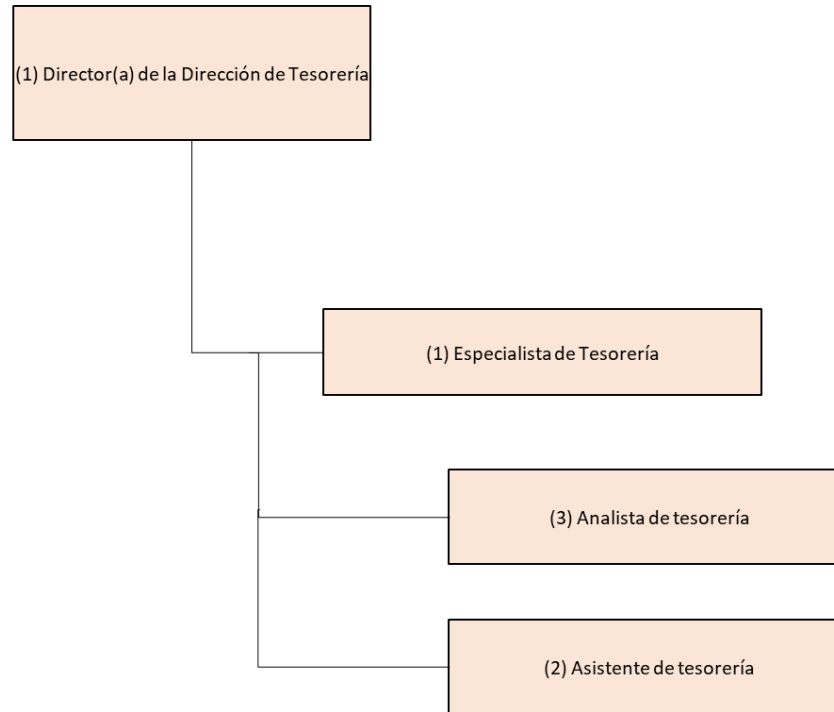 (1) Director(a) de la Dirección de Tesorería
(1) Especialista de Tesorería
(3) Analista de tesorería
(2) Asistente de tesorería